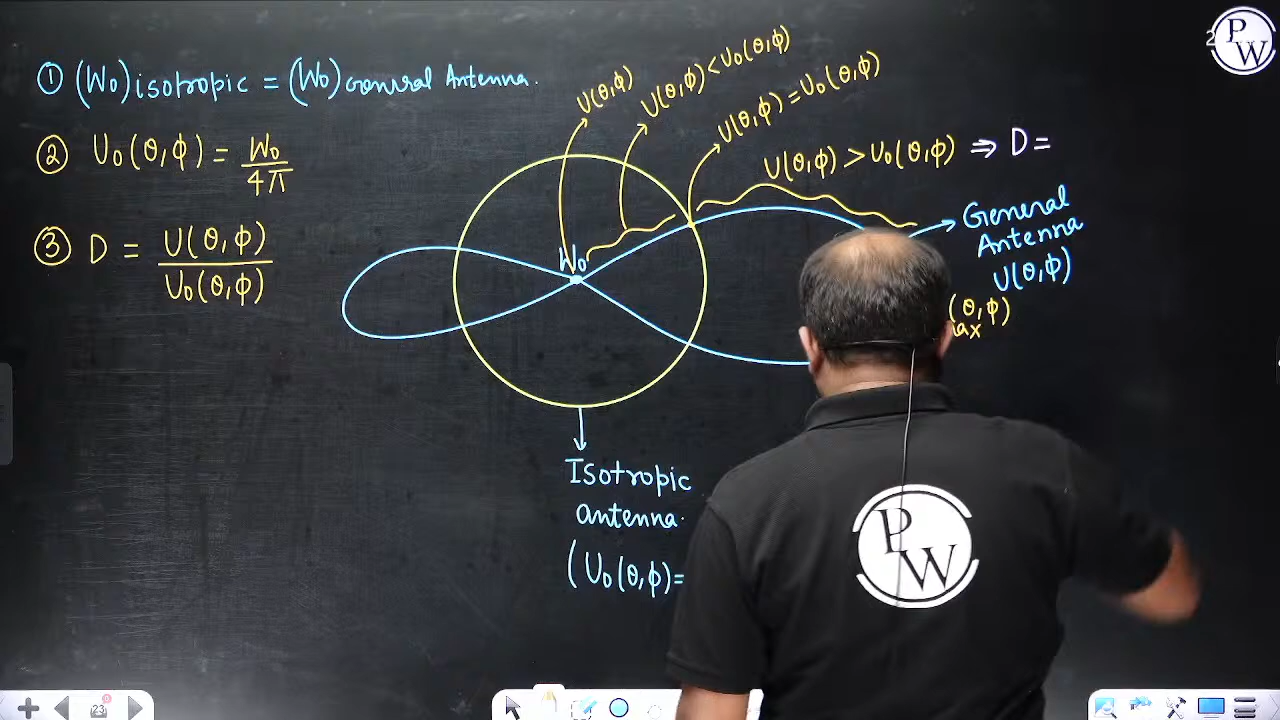 ① (W₀)isotropic = (W₀)General Antenna.
② U₀(θ,φ) = W₀/4π
③ D = U(θ,φ)/U₀(θ,φ)
U(θ,φ)
U(θ,φ) < U₀(θ,φ)
U(θ,φ) = U₀(θ,φ)
U(θ,φ) > U₀(θ,φ) ⇒ D =
W₀
General
Antenna
U(θ,φ)
(θ,φ)
Isotropic
antenna.
(U₀(θ,φ)=
PW
PW
23